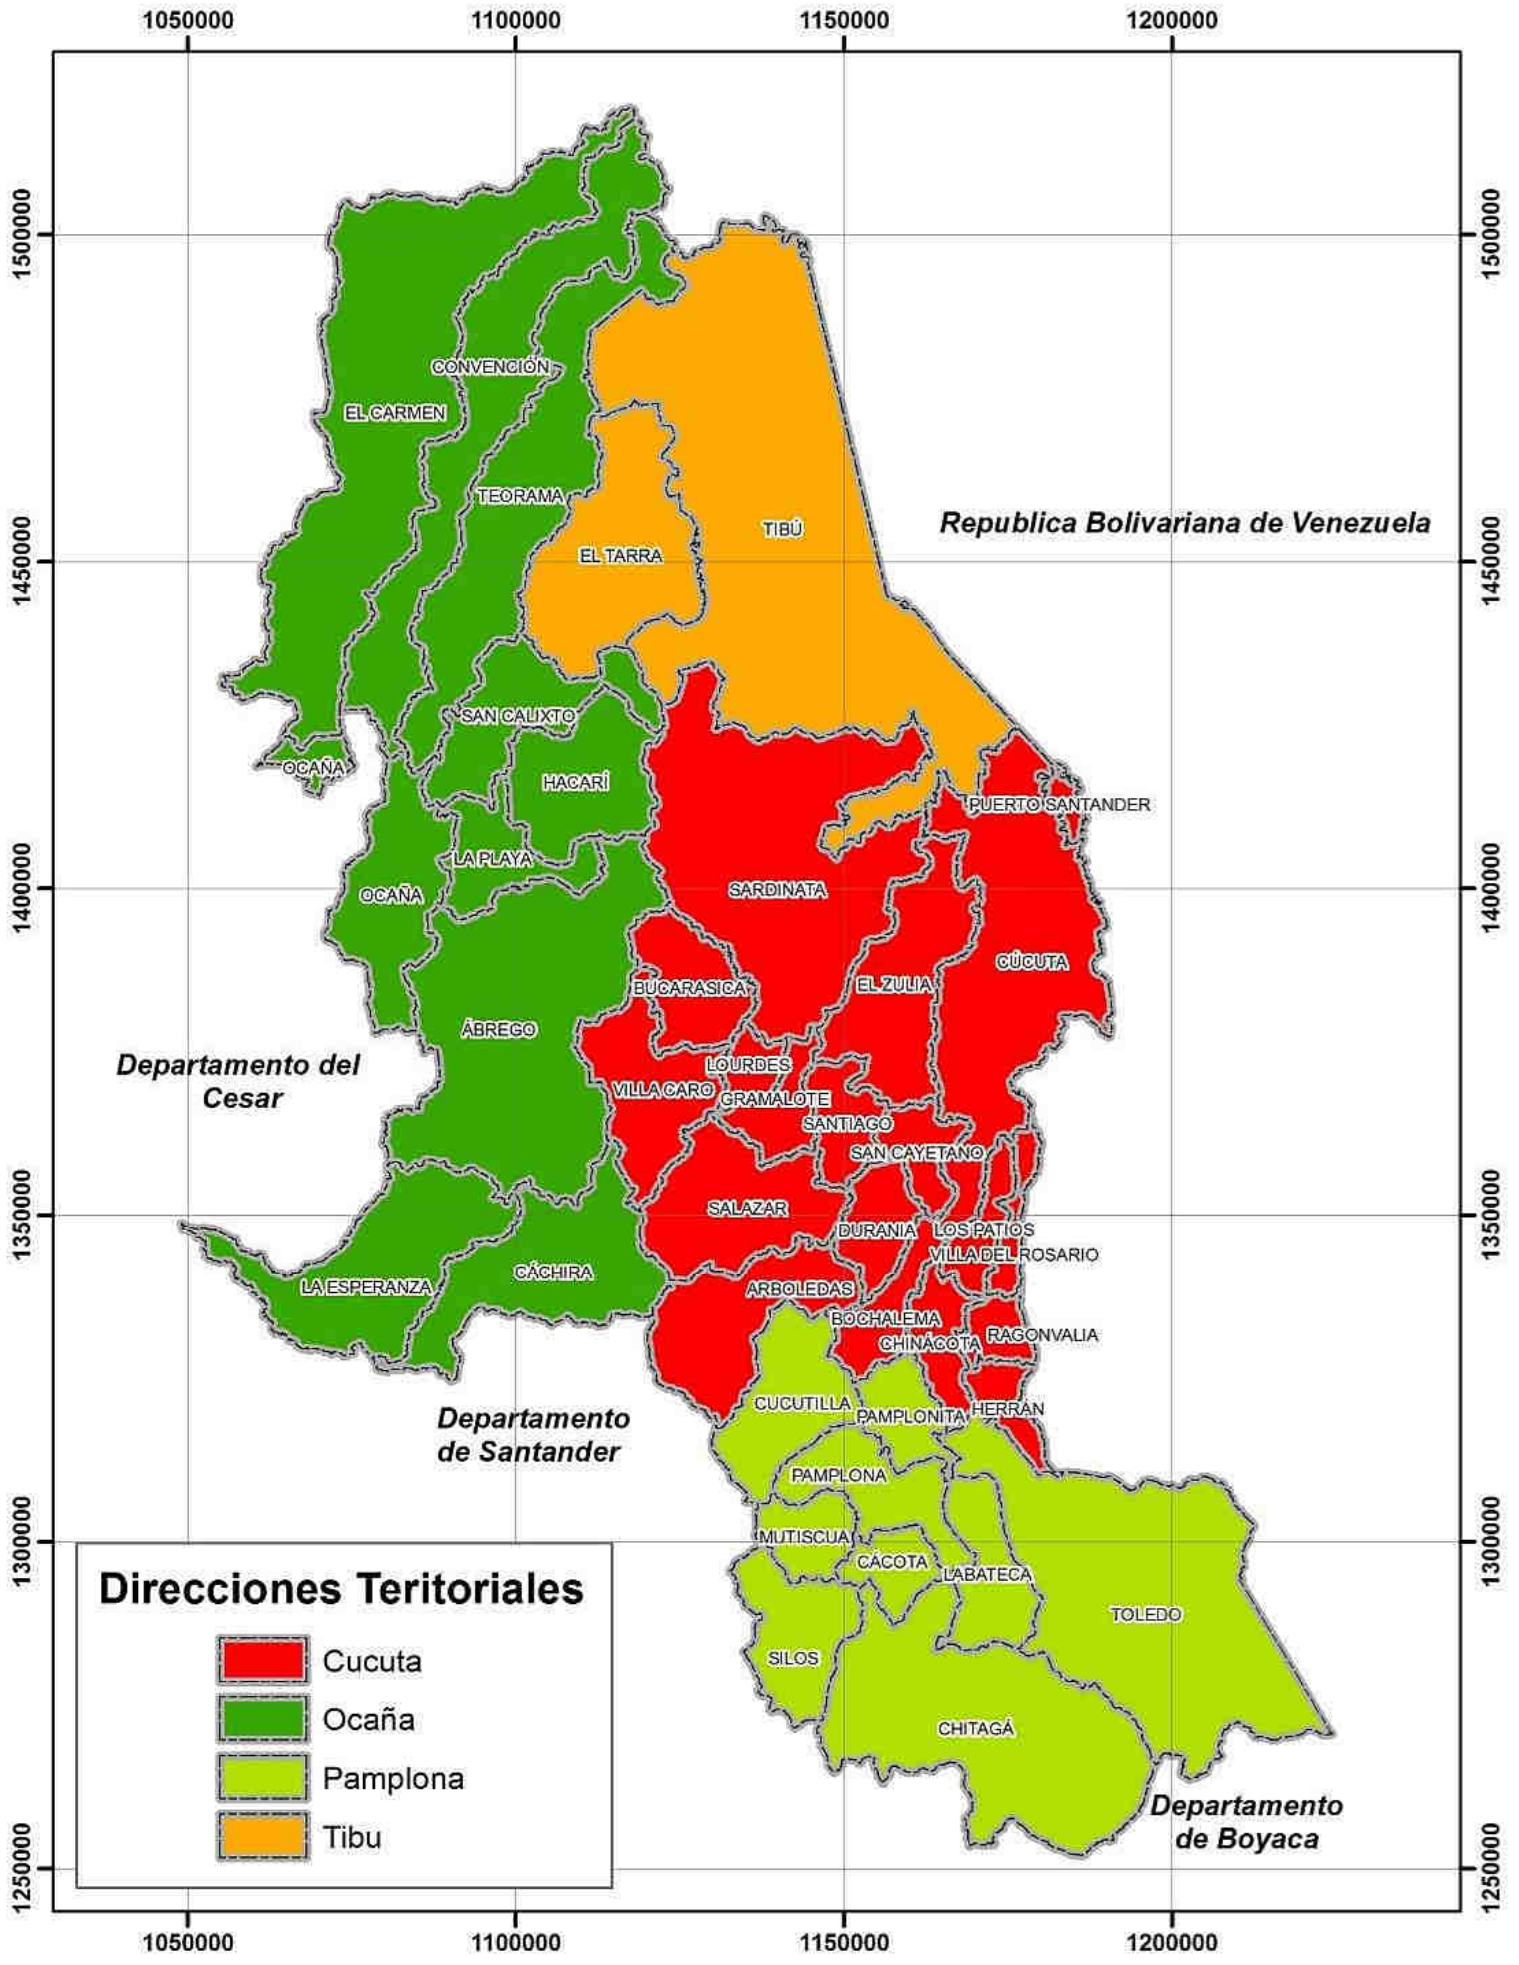 1050000 1100000 1150000 1200000
1500000
1500000
CONVENCIÓN
EL CARMEN
TEORAMA
TIBÚ
Republica Bolivariana de Venezuela
EL TARRA
1450000
1450000
SAN CALIXTO
OCAÑA
HACARÍ
PUERTO SANTANDER
LA PLAYA
1400000
OCAÑA
SARDINATA
1400000
CÚCUTA
BUCARASICA
EL ZULIA
ÁBREGO
Departamento del
Cesar
LOURDES
VILLA CARO
GRAMALOTE
SANTIAGO
SAN CAYETANO
1350000
SALAZAR
1350000
DURANIA
LOS PATIOS
VILLA DEL ROSARIO
CÁCHIRA
LA ESPERANZA
ARBOLEDAS
BOCHALEMA
RAGONVALIA
CHINÁCOTA
CUCUTILLA
HERRÁN
PAMPLONITA
Departamento
de Santander
PAMPLONA
MUTISCUA
1300000
1300000
CÁCOTA
LABATECA
TOLEDO
SILOS
CHITAGÁ
Direcciones Teritoriales
Cucuta
Ocaña
Pamplona
Tibu
Departamento
de Boyaca
1250000
1250000
1050000 1100000 1150000 1200000